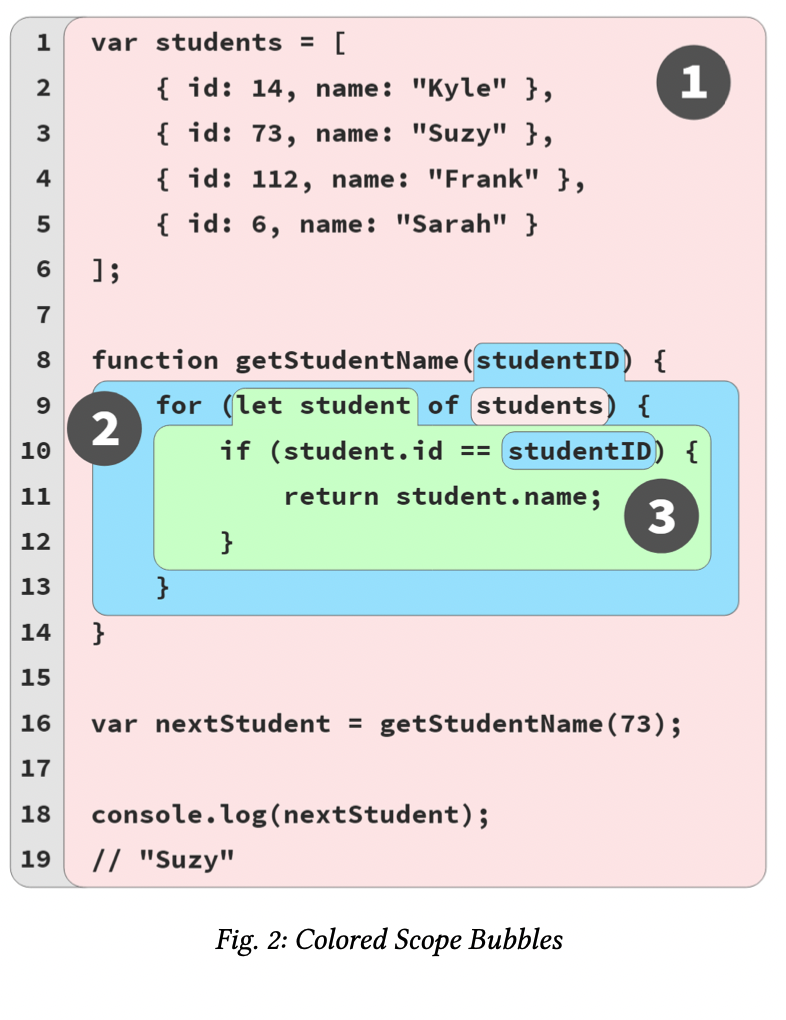 1 var students = [
2     { id: 14, name: "Kyle" },
3     { id: 73, name: "Suzy" },
4     { id: 112, name: "Frank" },
5     { id: 6, name: "Sarah" }
6 ];
7
8 function getStudentName(studentID) {
9     for (let student of students) {
10         if (student.id == studentID) {
11             return student.name;
12         }
13     }
14 }
15
16 var nextStudent = getStudentName(73);
17
18 console.log(nextStudent);
19 // "Suzy"
1
2
3
Fig. 2: Colored Scope Bubbles